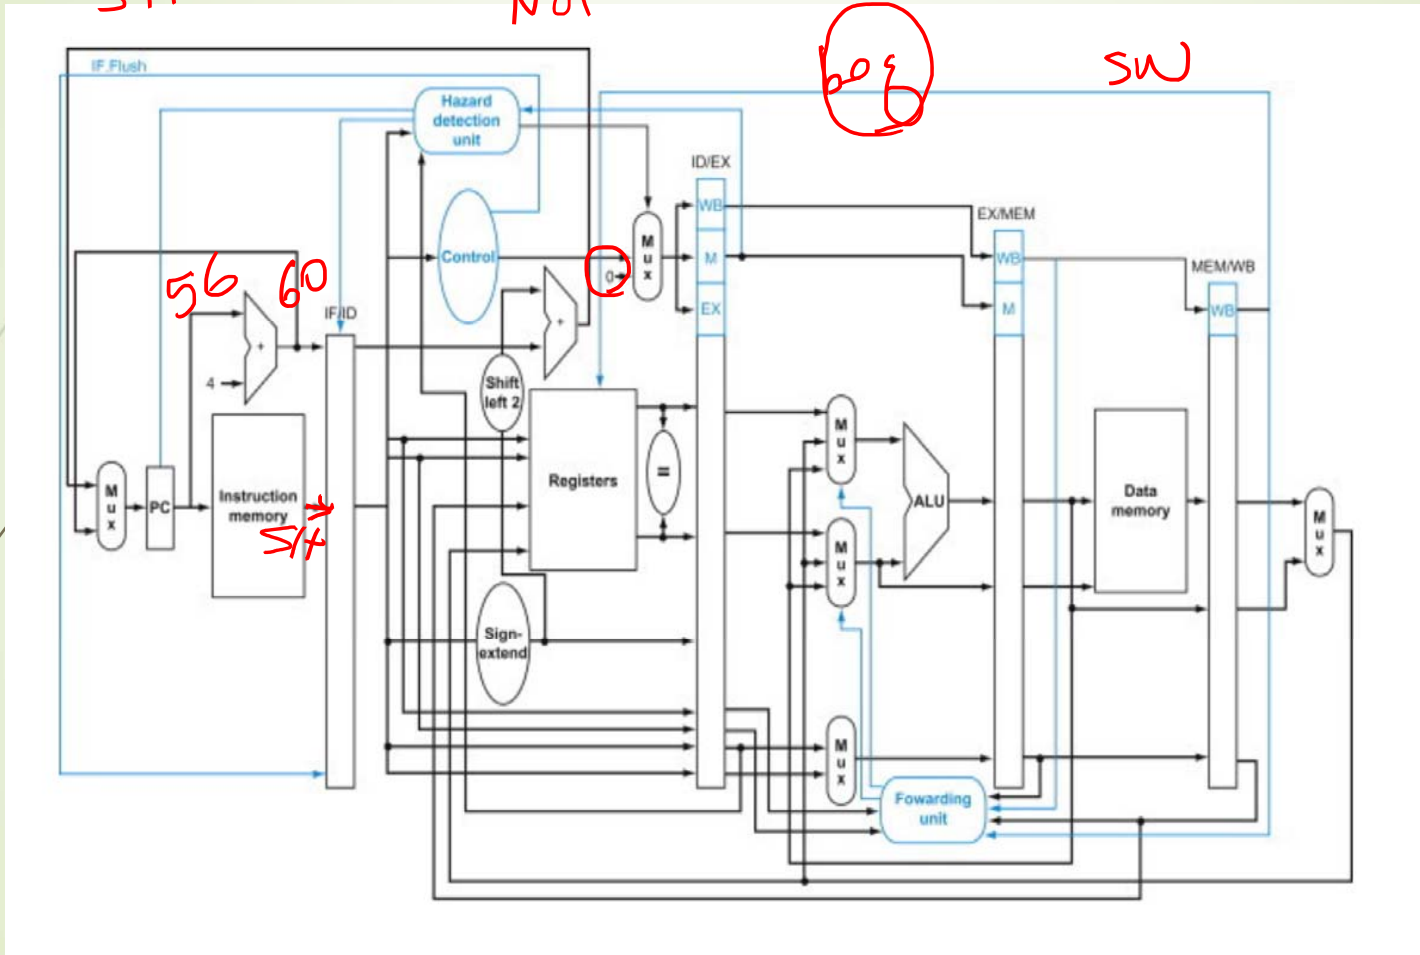 beq
SW
IF.Flush
Hazard
detection
unit
ID/EX
WB
EX/MEM
Control
M
u
x
0
M
WB
MEM/WB
56
60
IF/ID
EX
M
WB
+
+
4
Shift
left 2
M
u
x
M
u
x
PC
Instruction
memory
Registers
=
ALU
Data
memory
M
u
x
M
u
x
Sign-
extend
M
u
x
Fowarding
unit